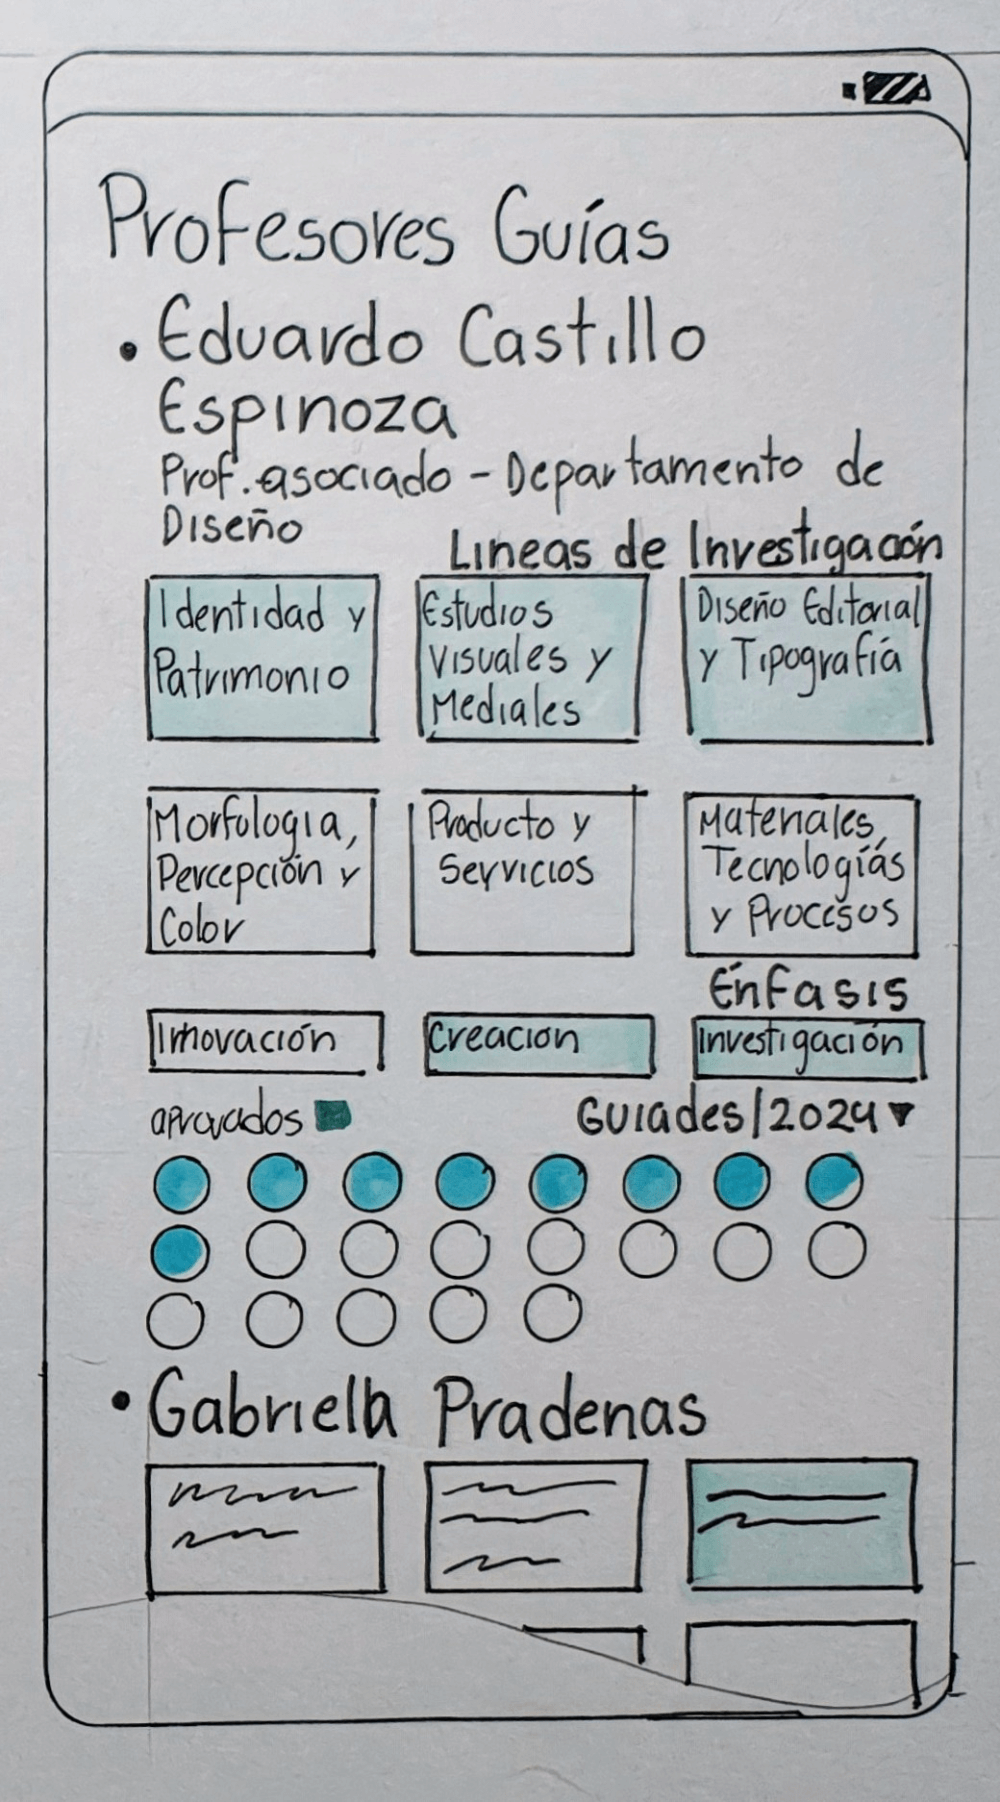 Profesores Guías
• Eduardo Castillo
Espinoza
Prof. asociado - Departamento de
Diseño
Lineas de Investigación
Identidad y
Patrimonio
Estudios
Visuales y
Mediales
Diseño Editorial
y Tipografía
Morfologia,
Percepción y
Color
Producto y
Servicios
Materiales,
Tecnologías
y Procesos
Énfasis
Innovación
Creacion
Investigación
aprovados
Guiades/2024 ▼
• Gabriela Pradenas